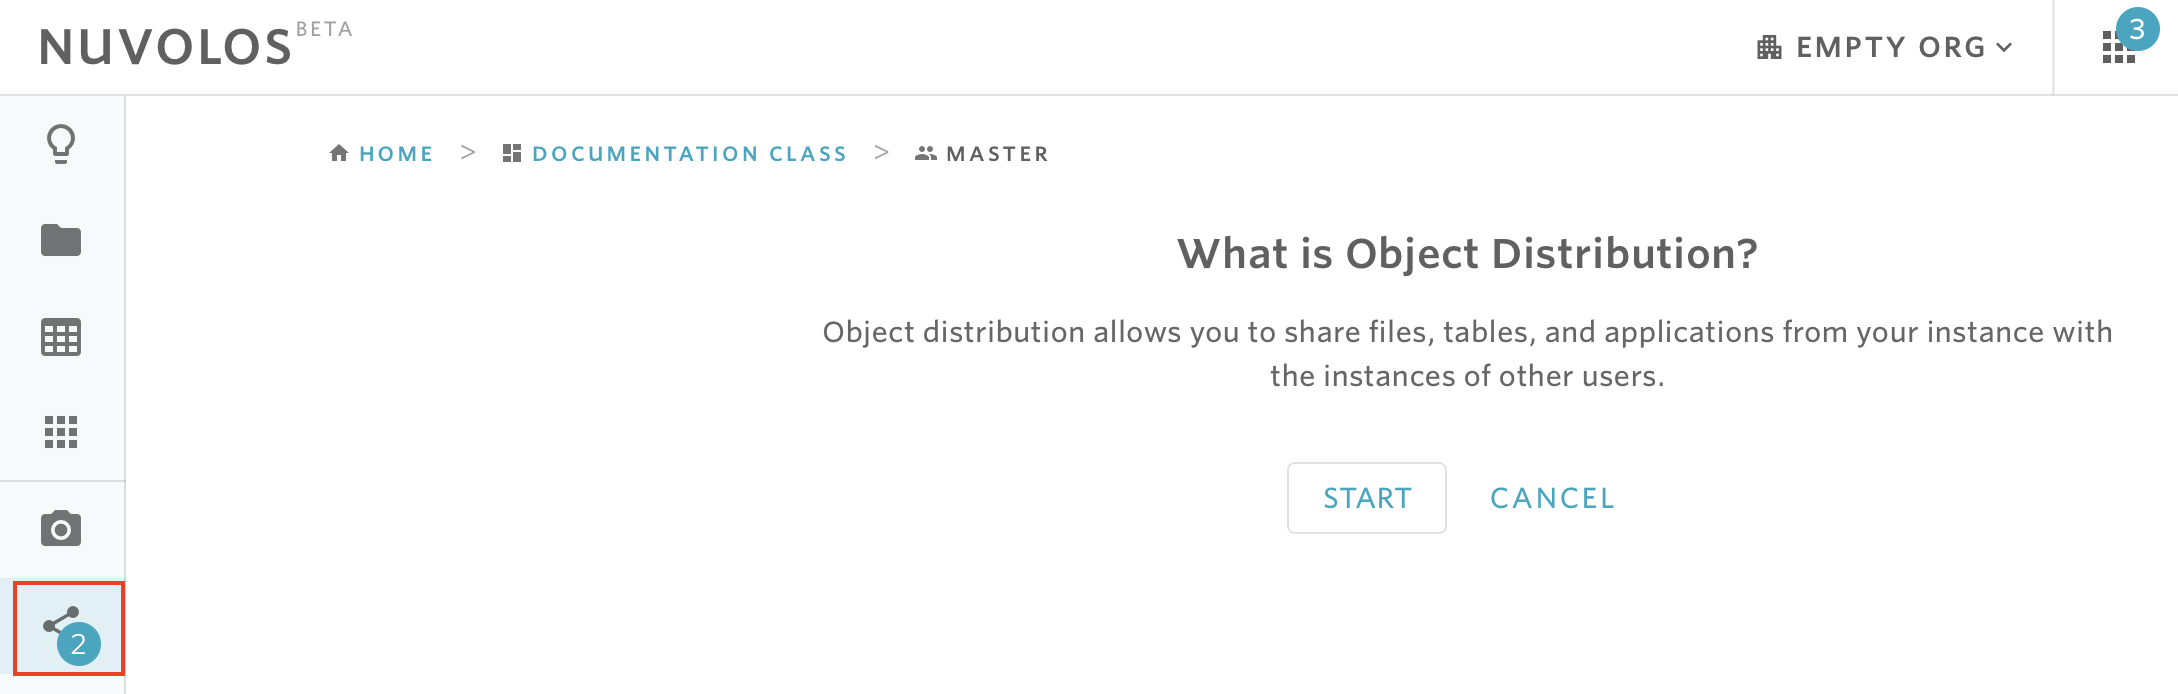 NUVOLOS BETA
EMPTY ORG
3
HOME > DOCUMENTATION CLASS > MASTER
What is Object Distribution?
Object distribution allows you to share files, tables, and applications from your instance with
the instances of other users.
START CANCEL
2